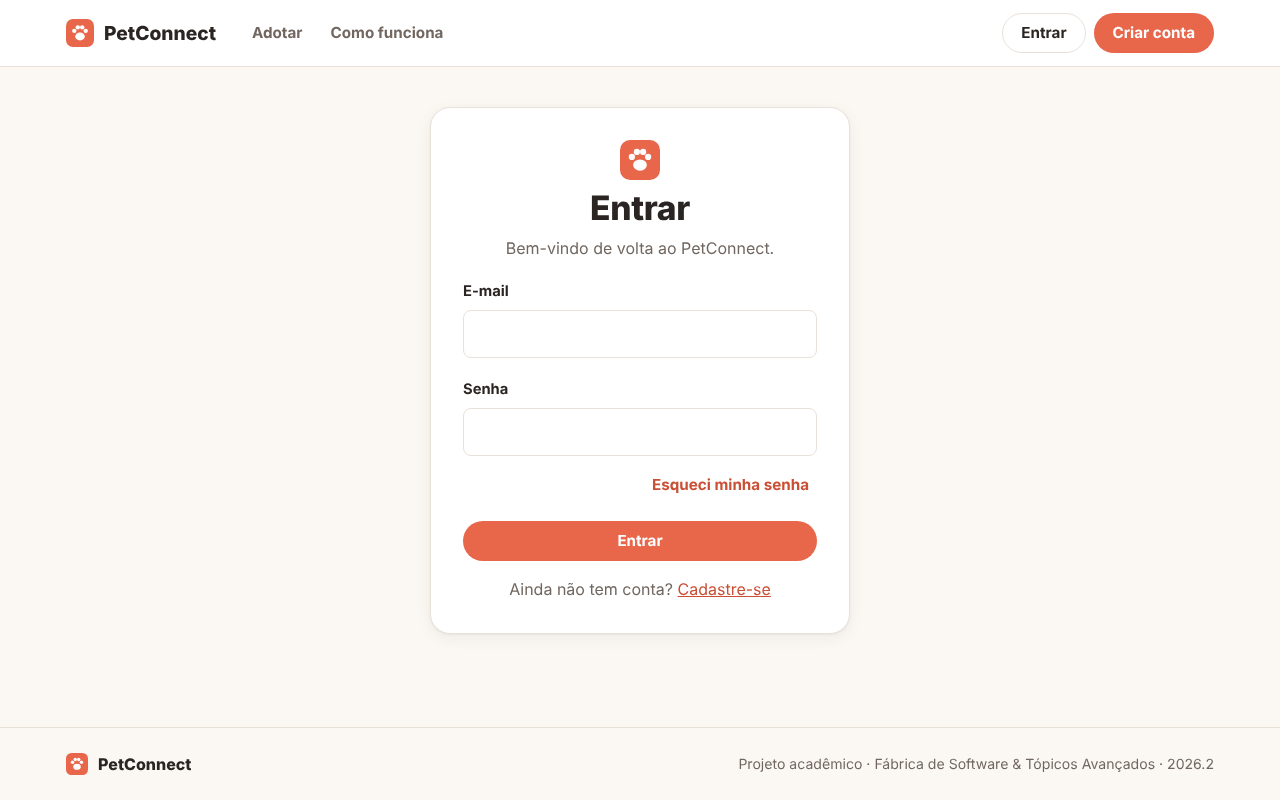 PetConnect
Adotar
Como funciona
Entrar
Criar conta
Entrar
Bem-vindo de volta ao PetConnect.
E-mail
Senha
Esqueci minha senha
Entrar
Ainda não tem conta? Cadastre-se
PetConnect
Projeto acadêmico · Fábrica de Software & Tópicos Avançados · 2026.2